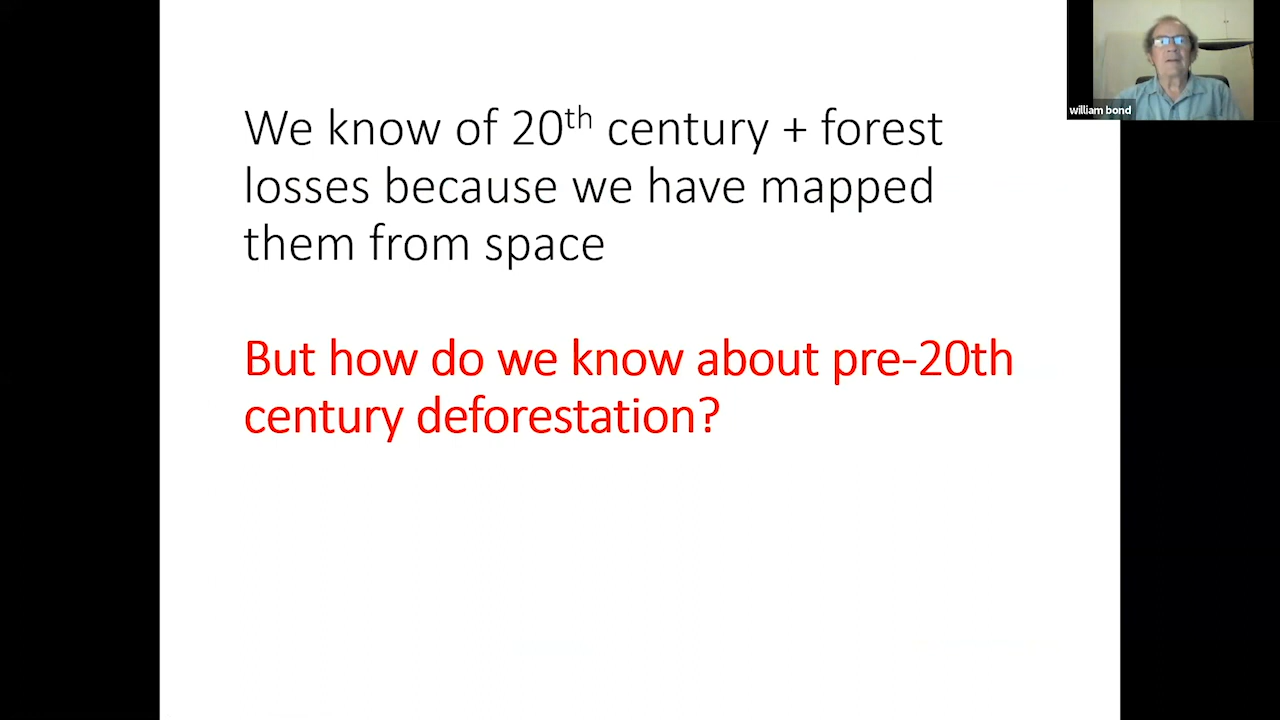 We know of 20th century + forest
losses because we have mapped
them from space
But how do we know about pre-20th
century deforestation?
william bond